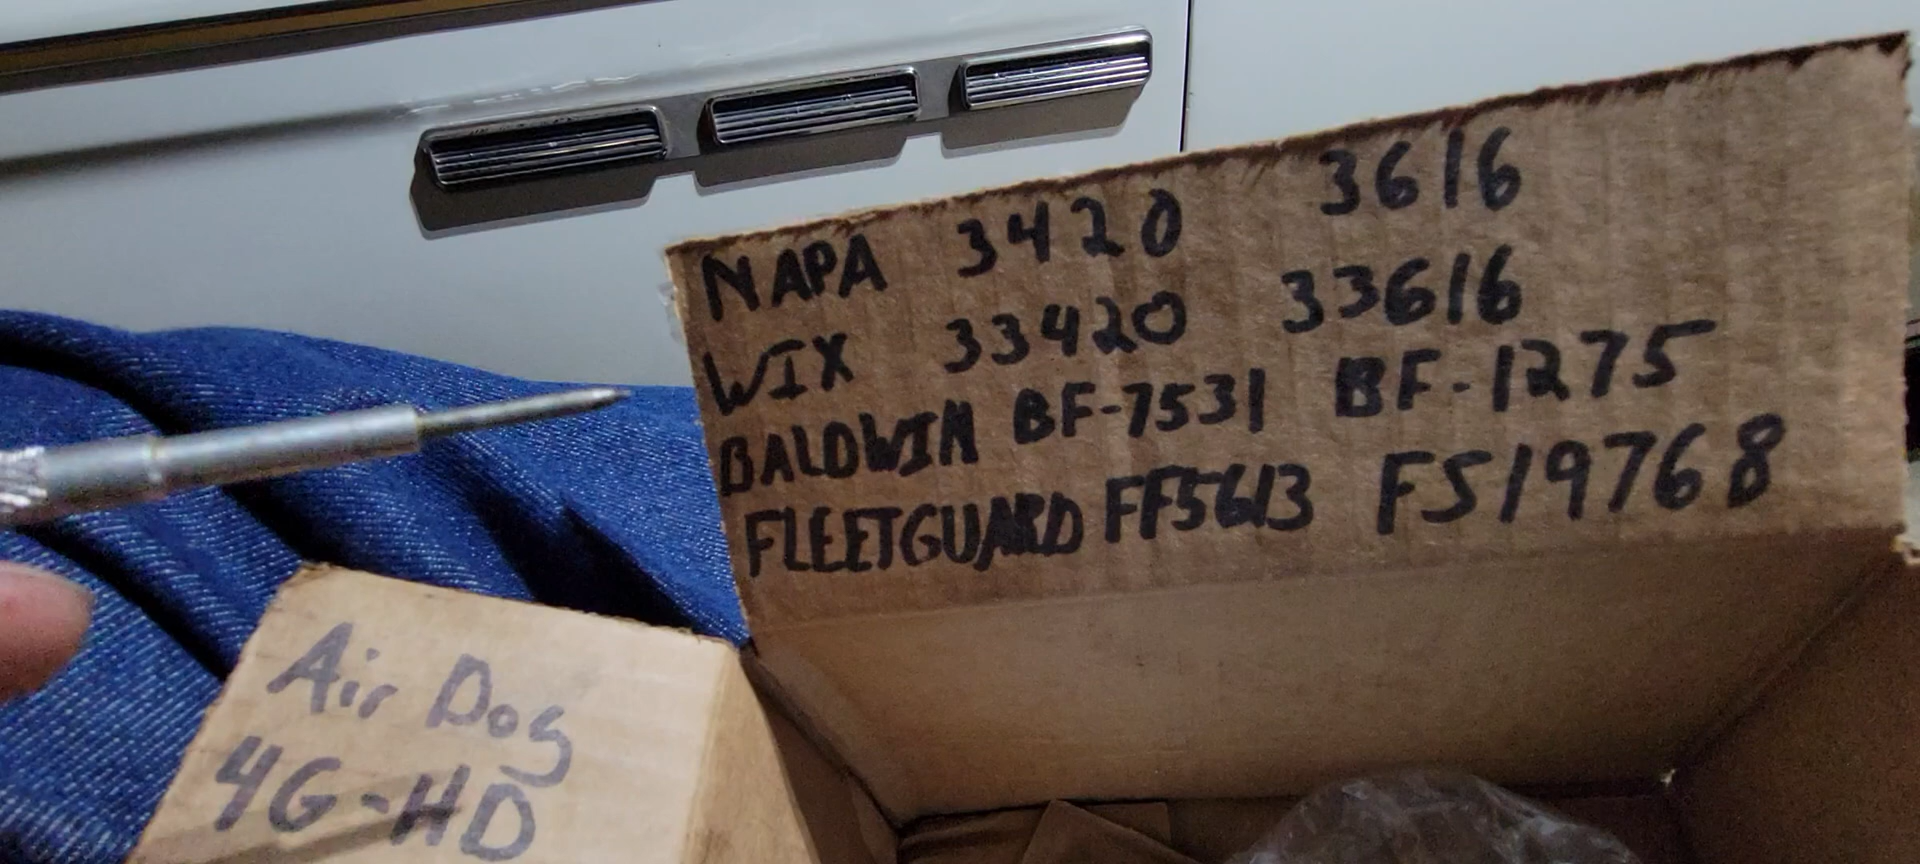 NAPA 3420 3616
WIX 33420 33616
BALDWIN BF-7531 BF-1275
FLEETGUARD FF5613 FS19768
Air Dog
4G-HD